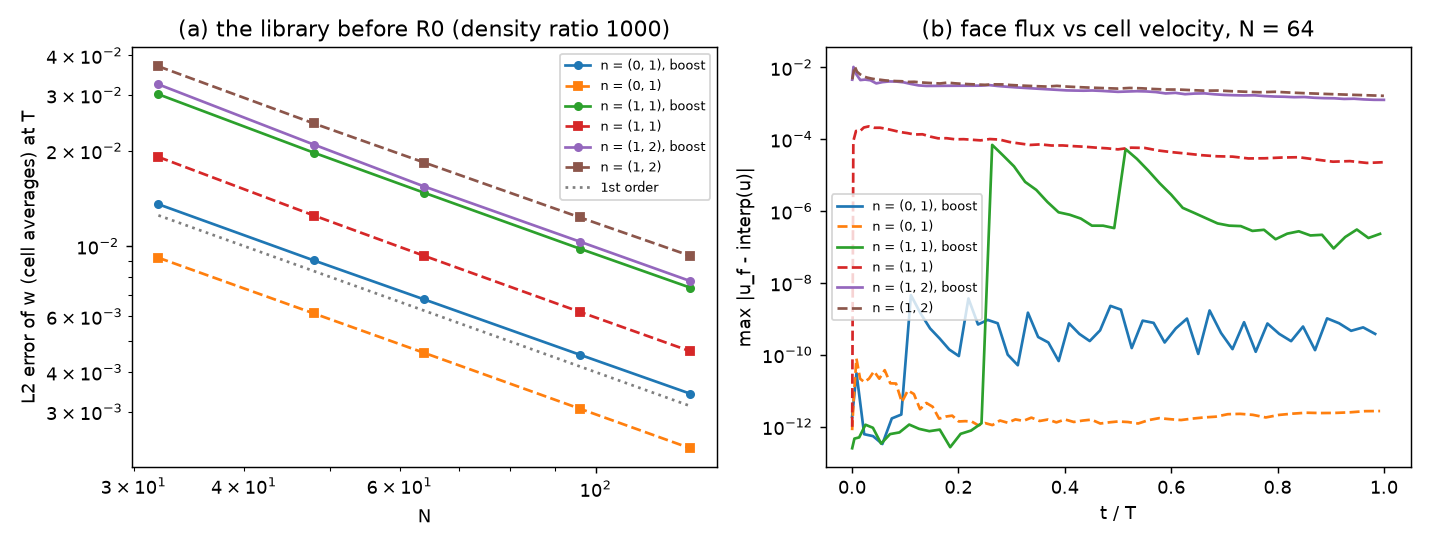 (a) the library before R0 (density ratio 1000)
L2 error of w (cell averages) at T
4 × 10⁻²
3 × 10⁻²
2 × 10⁻²
10⁻²
6 × 10⁻³
4 × 10⁻³
3 × 10⁻³
n = (0, 1), boost
n = (0, 1)
n = (1, 1), boost
n = (1, 1)
n = (1, 2), boost
n = (1, 2)
1st order
3 × 10¹
4 × 10¹
6 × 10¹
10²
N
(b) face flux vs cell velocity, N = 64
max |u_f - interp(u)|
10⁻²
10⁻⁴
10⁻⁶
10⁻⁸
10⁻¹⁰
10⁻¹²
n = (0, 1), boost
n = (0, 1)
n = (1, 1), boost
n = (1, 1)
n = (1, 2), boost
n = (1, 2)
0.0
0.2
0.4
0.6
0.8
1.0
t / T